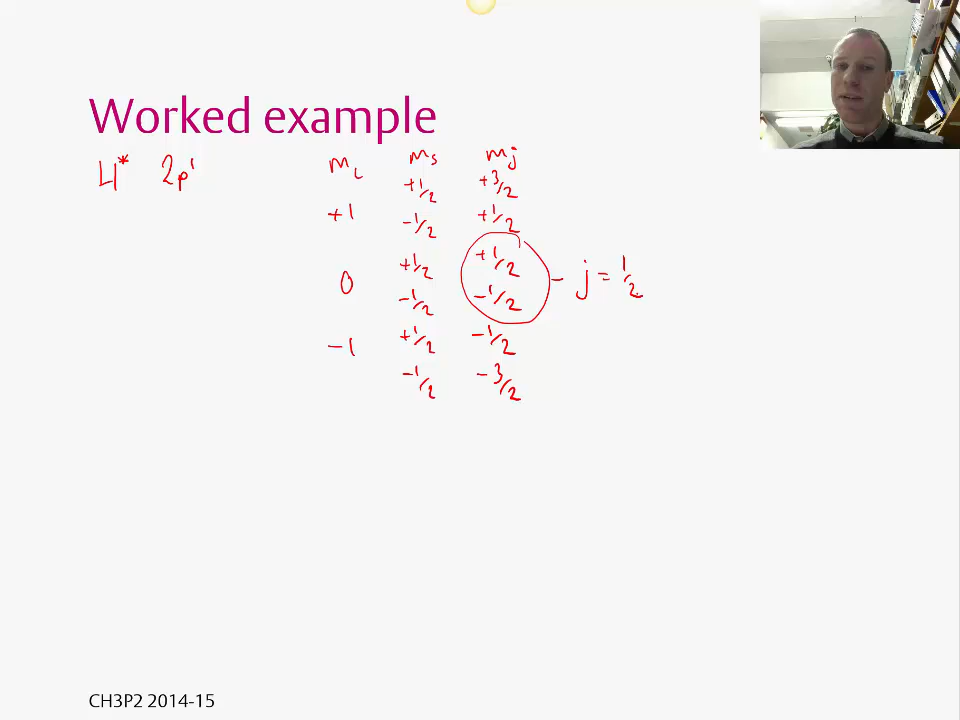 Worked example
Li* 2p¹
mL ms mj
+1/2 +3/2
+1 -1/2 +1/2
+1/2 +1/2
0 -1/2 -1/2 - j = 1/2
-1 +1/2 -1/2
-1/2 -3/2
CH3P2 2014-15